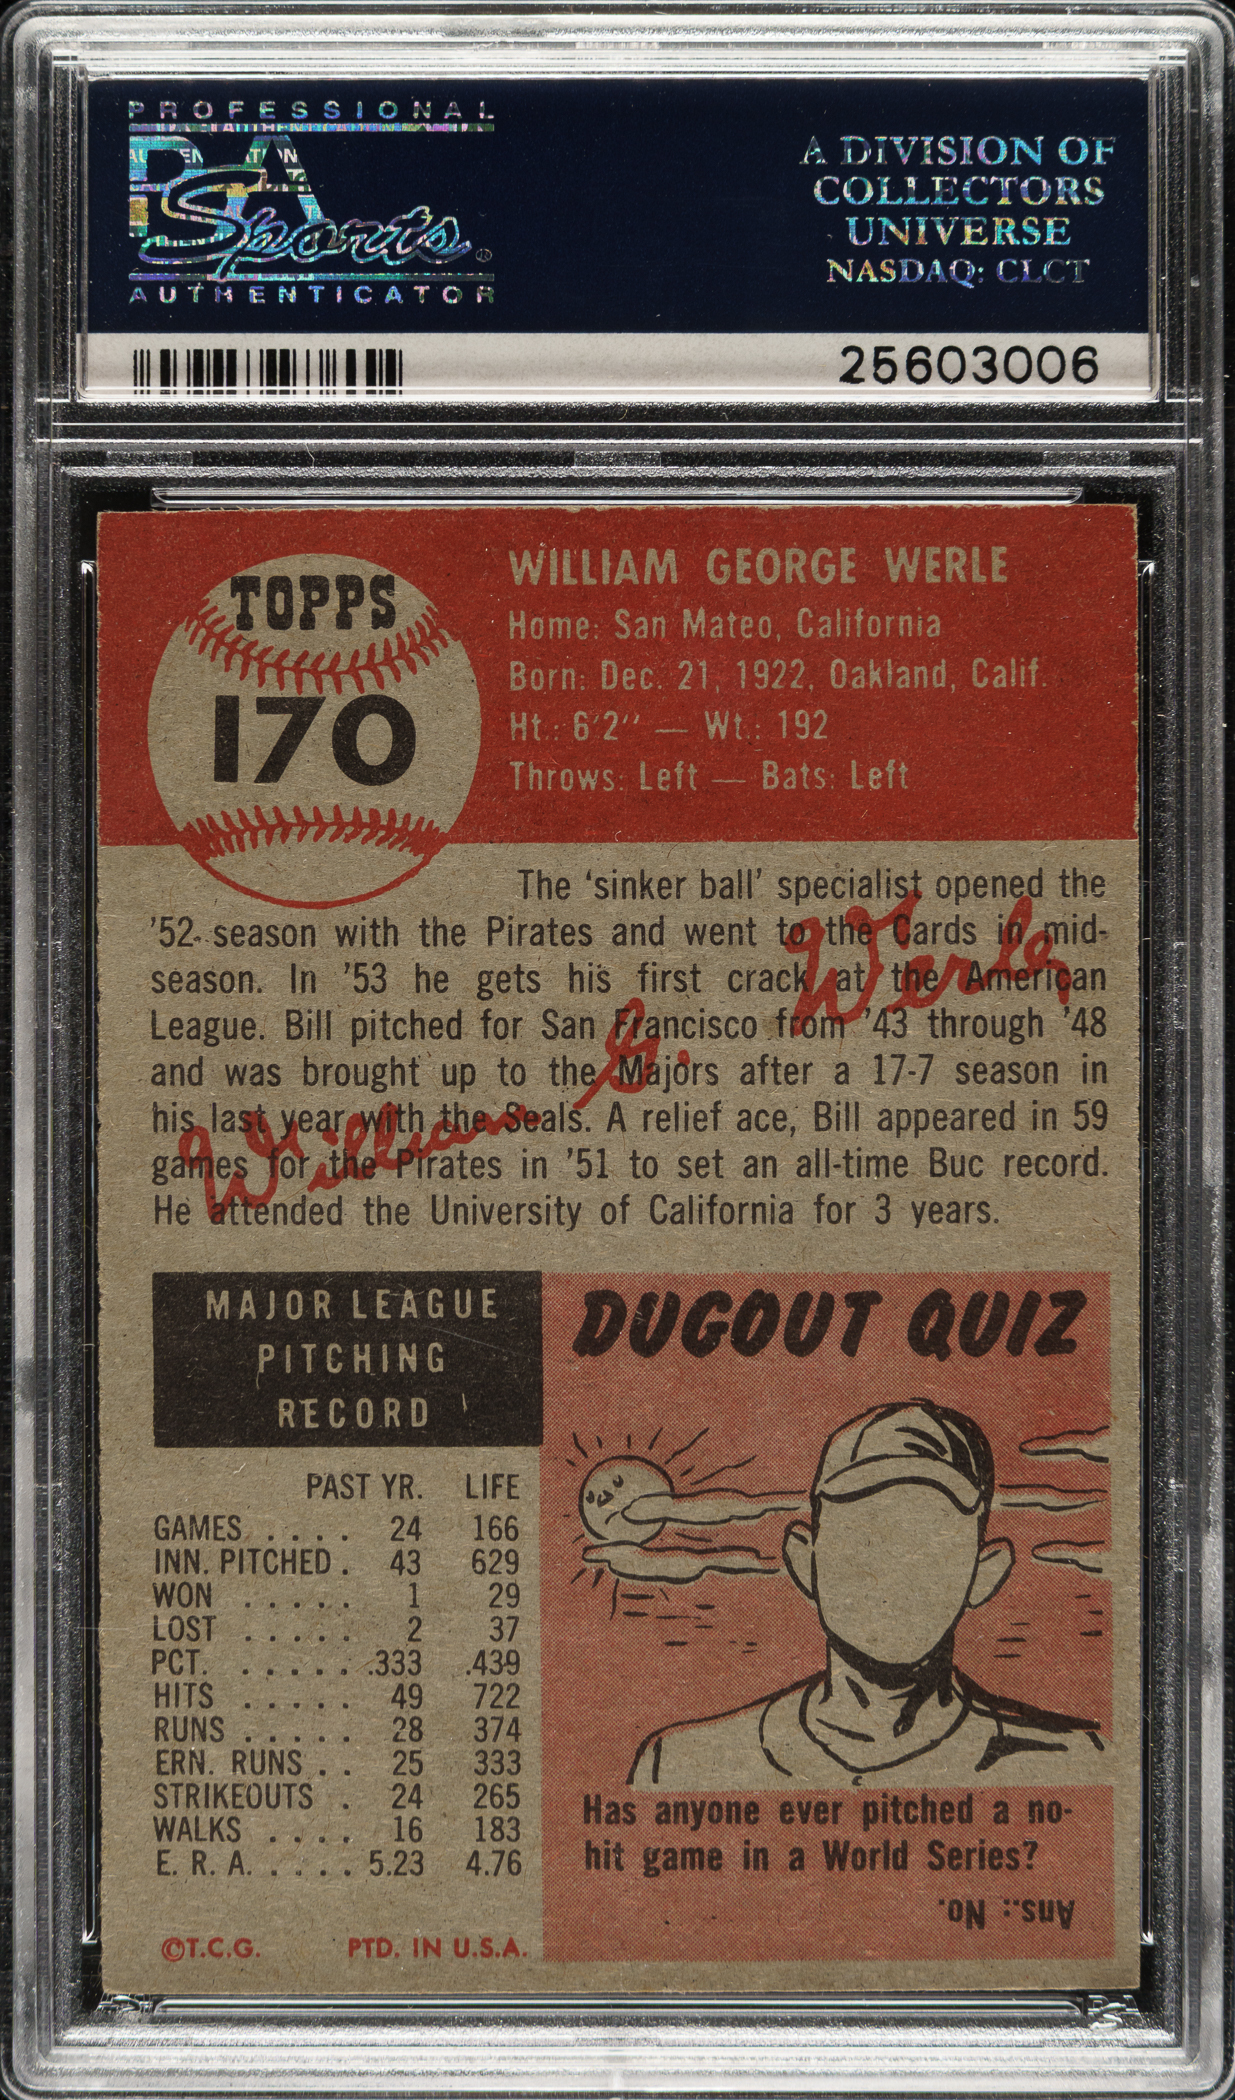 PROFESSIONAL
PSA
Sports
AUTHENTICATOR
A DIVISION OF
COLLECTORS
UNIVERSE
NASDAQ: CLCT
25603006
TOPPS
170
WILLIAM GEORGE WERLE
Home: San Mateo, California
Born: Dec. 21, 1922, Oakland, Calif.
Ht.: 6'2" — Wt.: 192
Throws: Left — Bats: Left
The 'sinker ball' specialist opened the
'52 season with the Pirates and went to the Cards in mid-
season. In '53 he gets his first crack at the American
League. Bill pitched for San Francisco from '43 through '48
and was brought up to the Majors after a 17-7 season in
his last year with the Seals. A relief ace, Bill appeared in 59
games for the Pirates in '51 to set an all-time Buc record.
He attended the University of California for 3 years.
William G. Werle
MAJOR LEAGUE
PITCHING
RECORD
PAST YR. LIFE
GAMES . . . . 24 166
INN. PITCHED . 43 629
WON . . . . . 1 29
LOST . . . . . 2 37
PCT. . . . . . .333 .439
HITS . . . . . 49 722
RUNS . . . . . 28 374
ERN. RUNS . . 25 333
STRIKEOUTS . 24 265
WALKS . . . . 16 183
E. R. A. . . . . 5.23 4.76
©T.C.G. PTD. IN U.S.A.
DUGOUT QUIZ
Has anyone ever pitched a no-
hit game in a World Series?
Ans.: No.